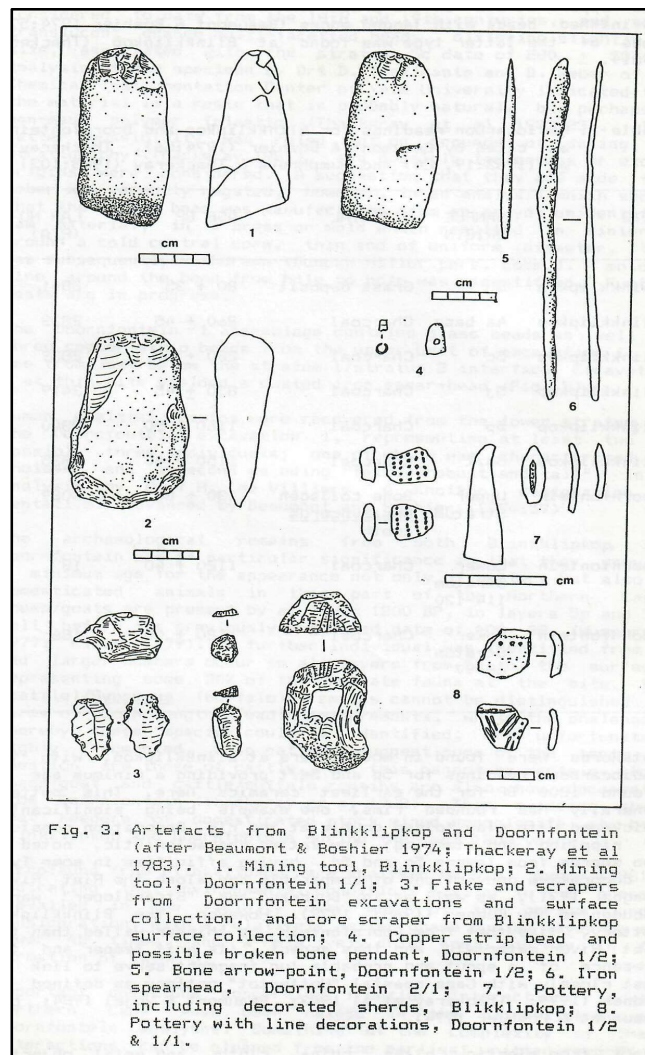 cm
5
cm
4
6
2
cm
7
cm
8
3
cm
Fig. 3. Artefacts from Blinkklipkop and Doornfontein
(after Beaumont & Boshier 1974; Thackeray et al
1983). 1. Mining tool, Blinkklipkop; 2. Mining
tool, Doornfontein 1/1; 3. Flake and scrapers
from Doornfontein excavations and surface
collection, and core scraper from Blinkklipkop
surface collection; 4. Copper strip bead and
possible broken bone pendant, Doornfontein 1/2;
5. Bone arrow-point, Doornfontein 1/2; 6. Iron
spearhead, Doornfontein 2/1; 7. Pottery,
including decorated sherds, Blikklipkop; 8.
Pottery with line decorations, Doornfontein 1/2
& 1/1.